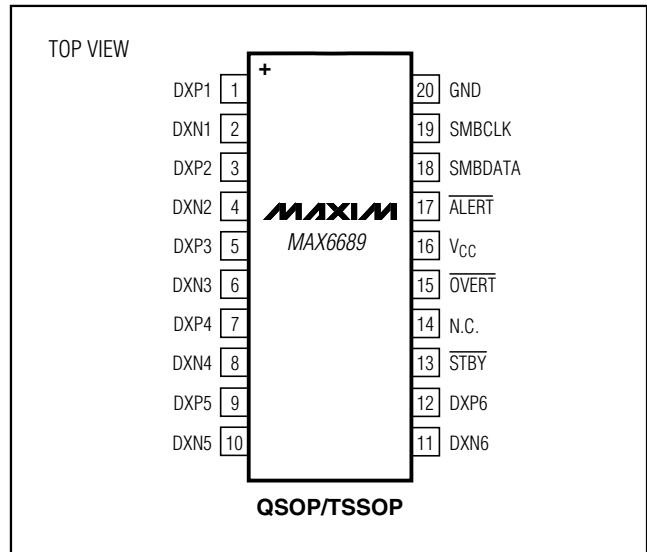 TOP VIEW
+
DXP1 1
DXN1 2
DXP2 3
DXN2 4
DXP3 5
DXN3 6
DXP4 7
DXN4 8
DXP5 9
DXN5 10
MAXIM
MAX6689
20 GND
19 SMBCLK
18 SMBDATA
17 ALERT
16 VCC
15 OVERT
14 N.C.
13 STBY
12 DXP6
11 DXN6
QSOP/TSSOP